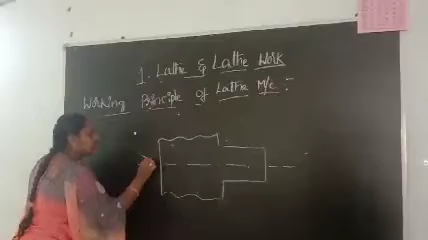 1. Lathe & Lathe Work
Working Principle of Lathe M/c :-